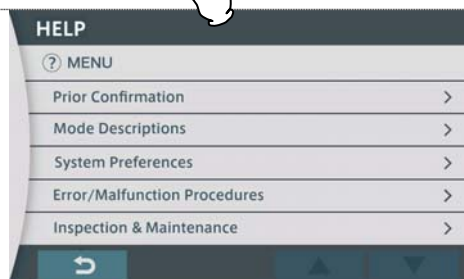 HELP
? MENU
Prior Confirmation >
Mode Descriptions >
System Preferences >
Error/Malfunction Procedures >
Inspection & Maintenance >